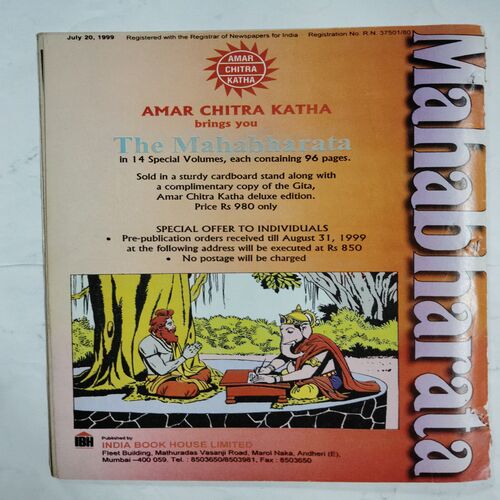 July 20, 1999 Registered with the Registrar of Newspapers for India Registration No. R.N. 37501/80
AMAR
CHITRA
KATHA
AMAR CHITRA KATHA
brings you
The Mahabharata
in 14 Special Volumes, each containing 96 pages.
Sold in a sturdy cardboard stand along with
a complimentary copy of the Gita,
Amar Chitra Katha deluxe edition.
Price Rs 980 only
SPECIAL OFFER TO INDIVIDUALS
• Pre-publication orders received till August 31, 1999
at the following address will be executed at Rs 850
• No postage will be charged
Mahabharata
IBH
Published by
INDIA BOOK HOUSE LIMITED
Fleet Building, Mathuradas Vasanji Road, Marol Naka, Andheri (E),
Mumbai –400 059. Tel. : 8503650/8503981, Fax : 8503650